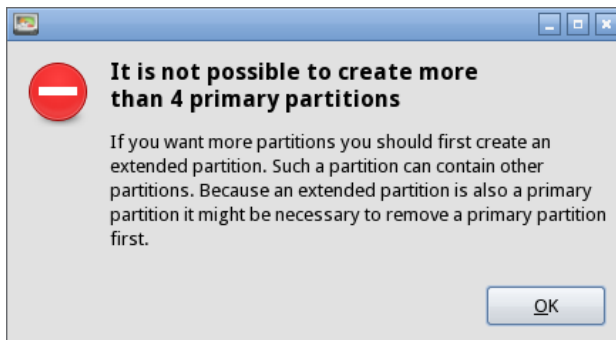 It is not possible to create more
than 4 primary partitions
If you want more partitions you should first create an
extended partition. Such a partition can contain other
partitions. Because an extended partition is also a primary
partition it might be necessary to remove a primary partition
first.
OK